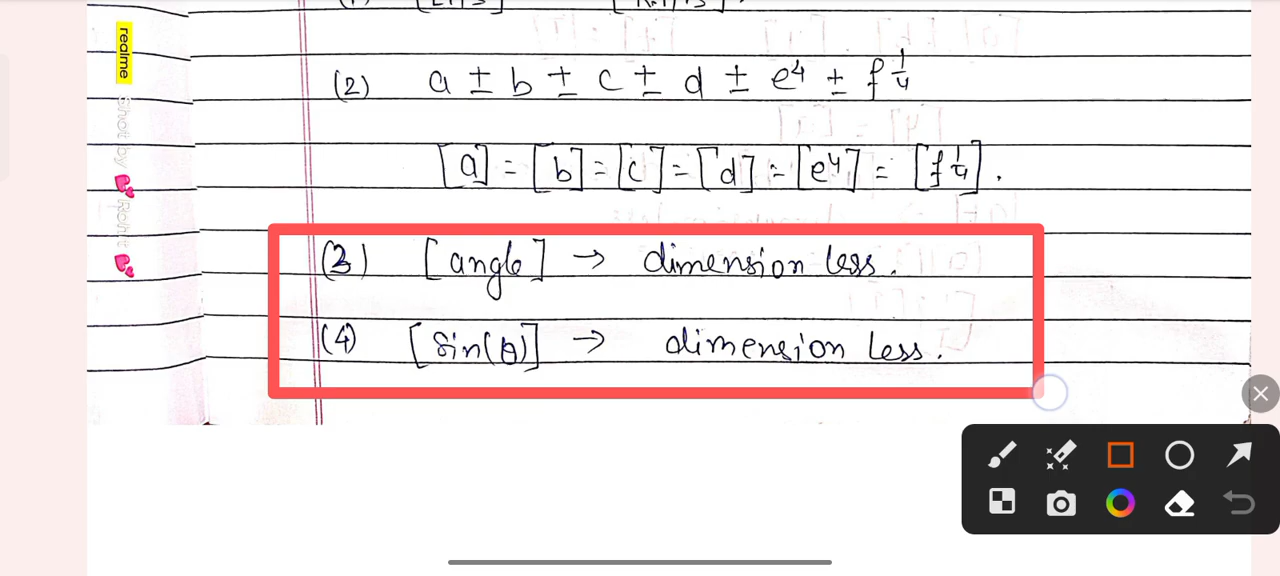 (2) a ± b ± c ± d ± e⁴ ± f^1/4
[a] = [b] = [c] = [d] = [e⁴] = [f^1/4].
(3) [angle] → dimension less.
(4) [Sin(θ)] → dimension less.
realme Shot by Rohit